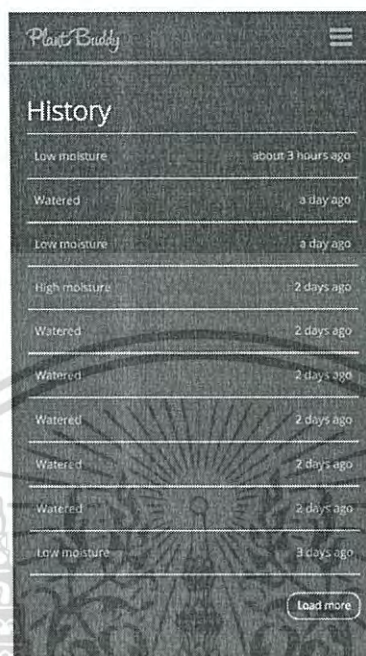 Plant Buddy
History
Low moisture about 3 hours ago
Watered a day ago
Low moisture a day ago
High moisture 2 days ago
Watered 2 days ago
Watered 2 days ago
Watered 2 days ago
Watered 2 days ago
Watered 2 days ago
Low moisture 3 days ago
Load more